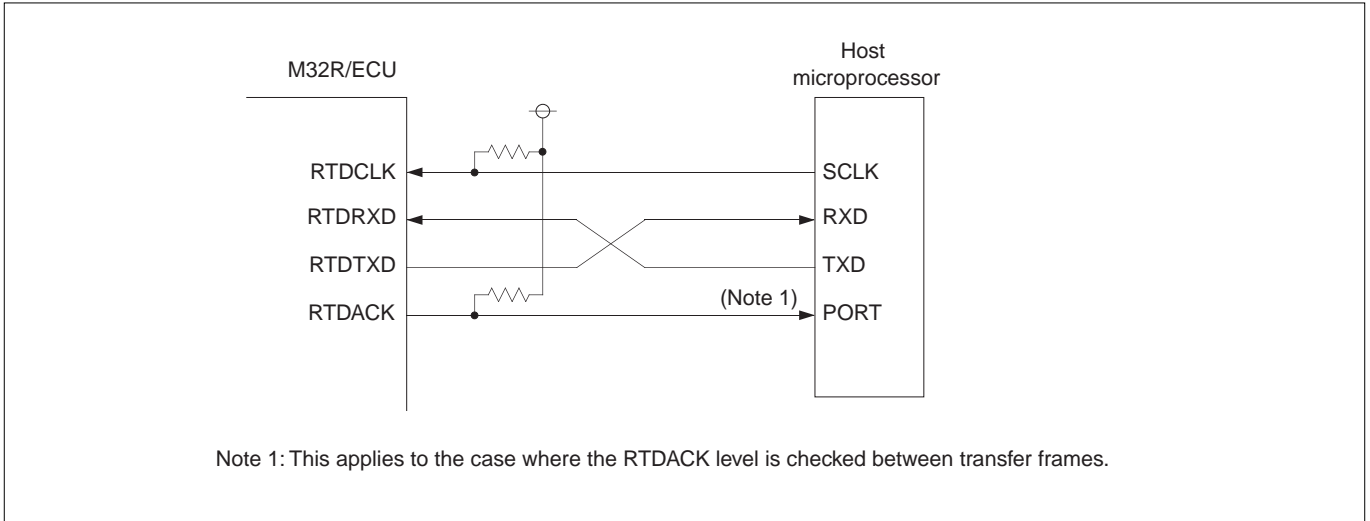 Host
microprocessor
M32R/ECU
RTDCLK
SCLK
RTDRXD
RXD
RTDTXD
TXD
RTDACK
(Note 1)
PORT
Note 1: This applies to the case where the RTDACK level is checked between transfer frames.